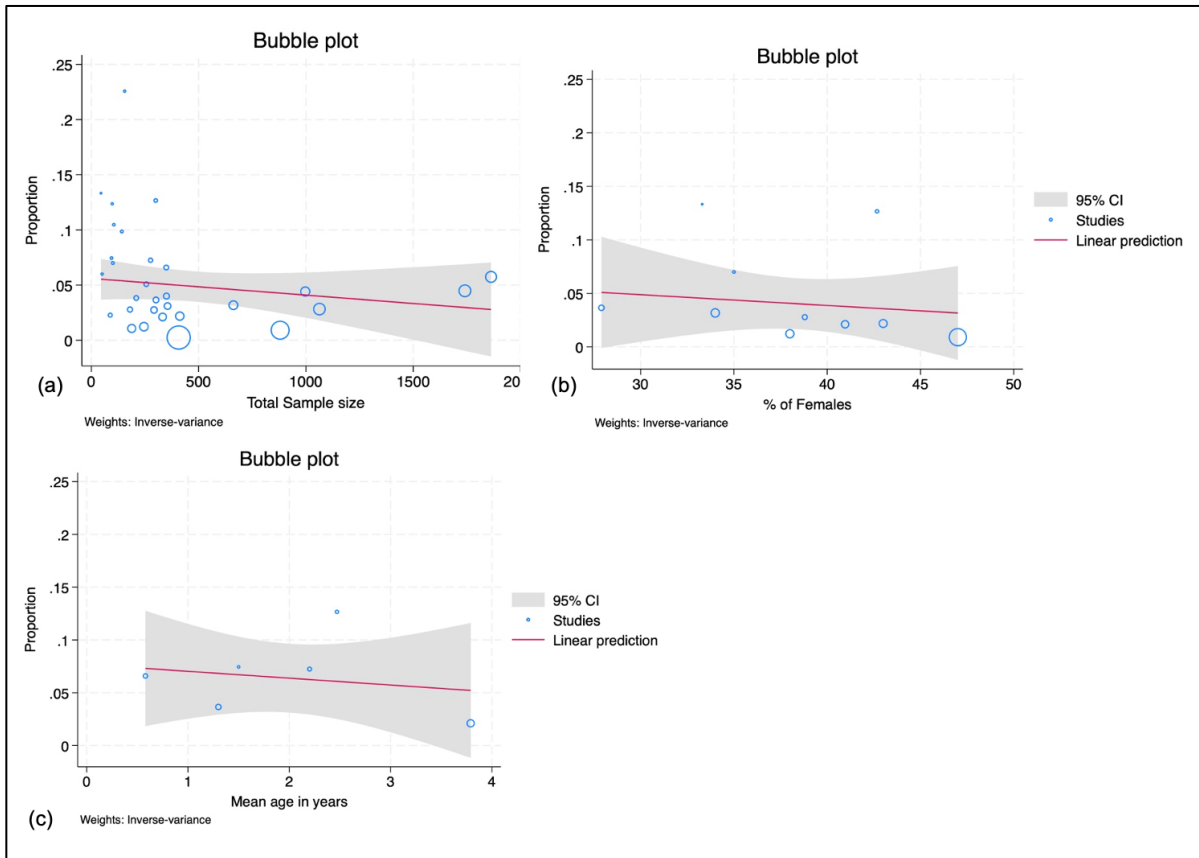 Bubble plot
.25
.2
.15
.1
.05
0
Proportion
0 500 1000 1500 20
Total Sample size
(a)
Weights: Inverse-variance
Bubble plot
.25
.2
.15
.1
.05
0
Proportion
30 35 40 45 50
% of Females
(b)
Weights: Inverse-variance
95% CI
Studies
Linear prediction
Bubble plot
.25
.2
.15
.1
.05
0
Proportion
0 1 2 3 4
Mean age in years
(c)
Weights: Inverse-variance
95% CI
Studies
Linear prediction